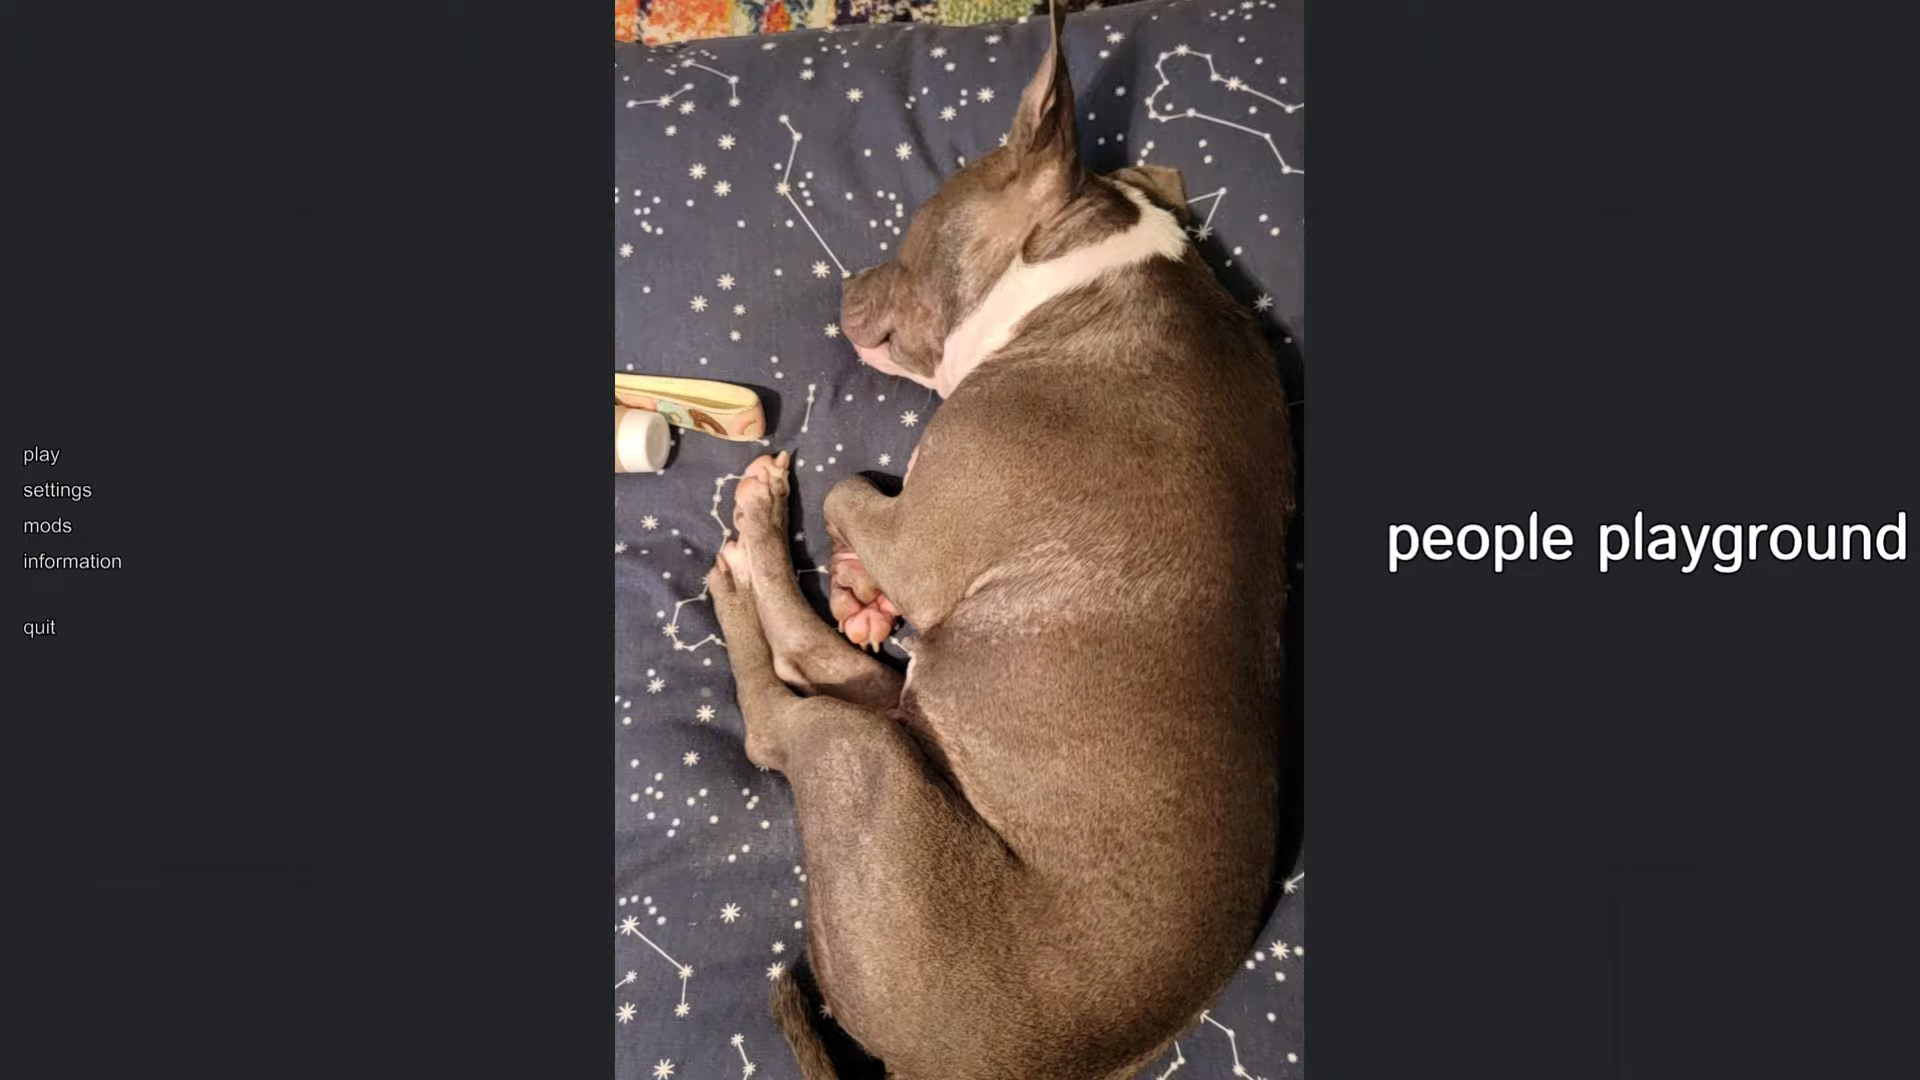 play
settings
mods
information
quit
people playground